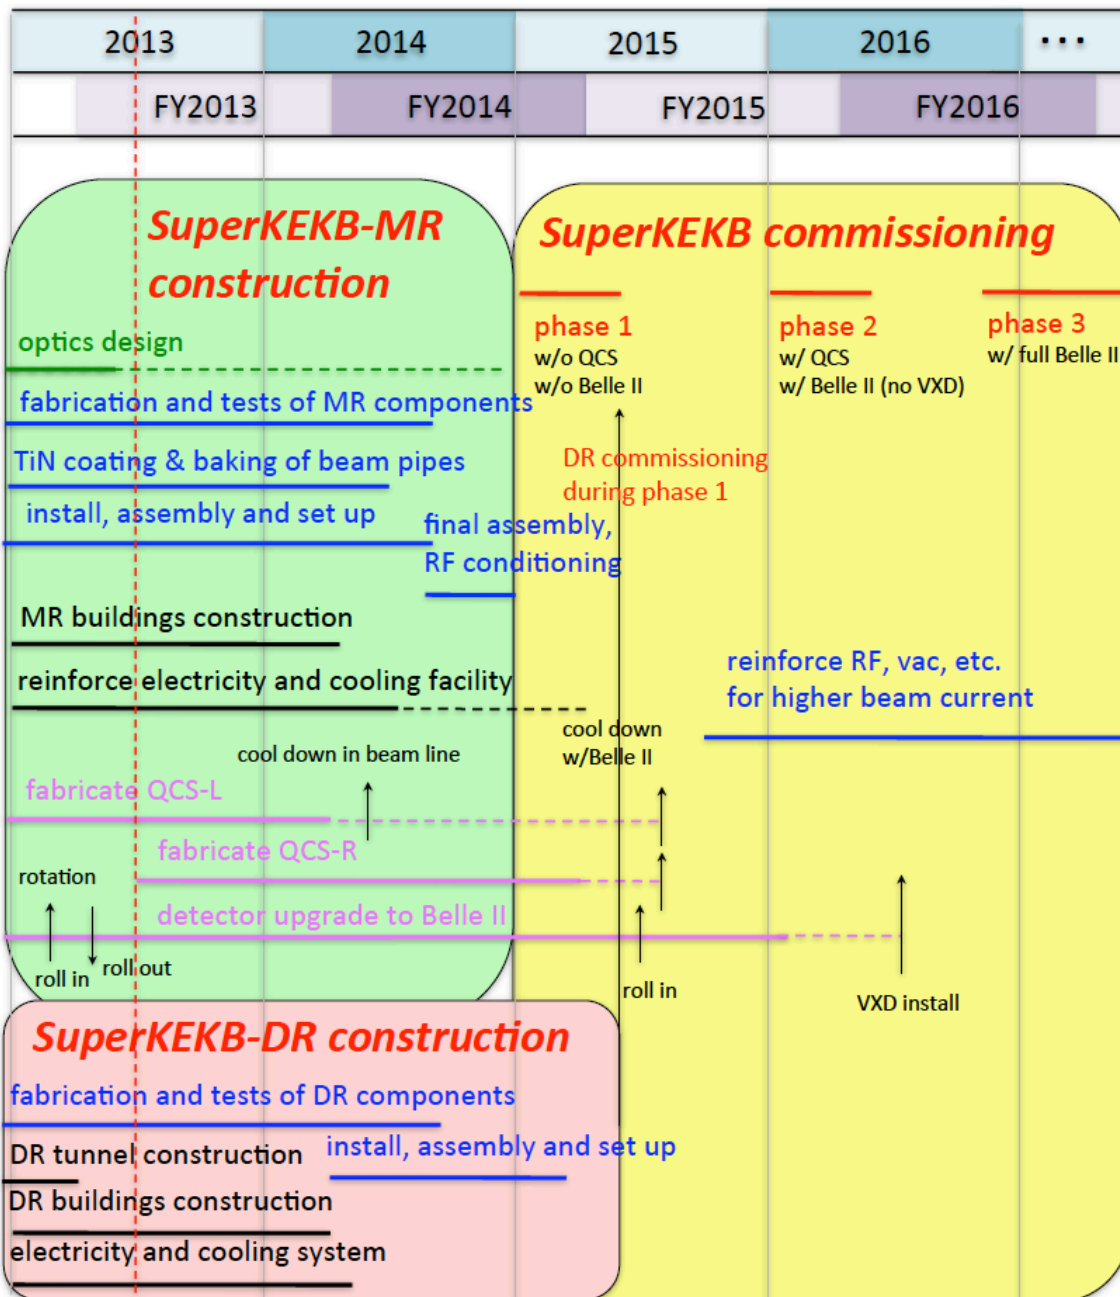 2013 2014 2015 2016 ...
FY2013 FY2014 FY2015 FY2016
SuperKEKB-MR
construction
optics design
fabrication and tests of MR components
TiN coating & baking of beam pipes
install, assembly and set up
final assembly,
RF conditioning
MR buildings construction
reinforce electricity and cooling facility
cool down in beam line
fabricate QCS-L
fabricate QCS-R
rotation
detector upgrade to Belle II
roll in
roll out
SuperKEKB commissioning
phase 1
w/o QCS
w/o Belle II
phase 2
w/ QCS
w/ Belle II (no VXD)
phase 3
w/ full Belle II
DR commissioning
during phase 1
reinforce RF, vac, etc.
for higher beam current
cool down
w/Belle II
roll in
VXD install
SuperKEKB-DR construction
fabrication and tests of DR components
DR tunnel construction
install, assembly and set up
DR buildings construction
electricity and cooling system